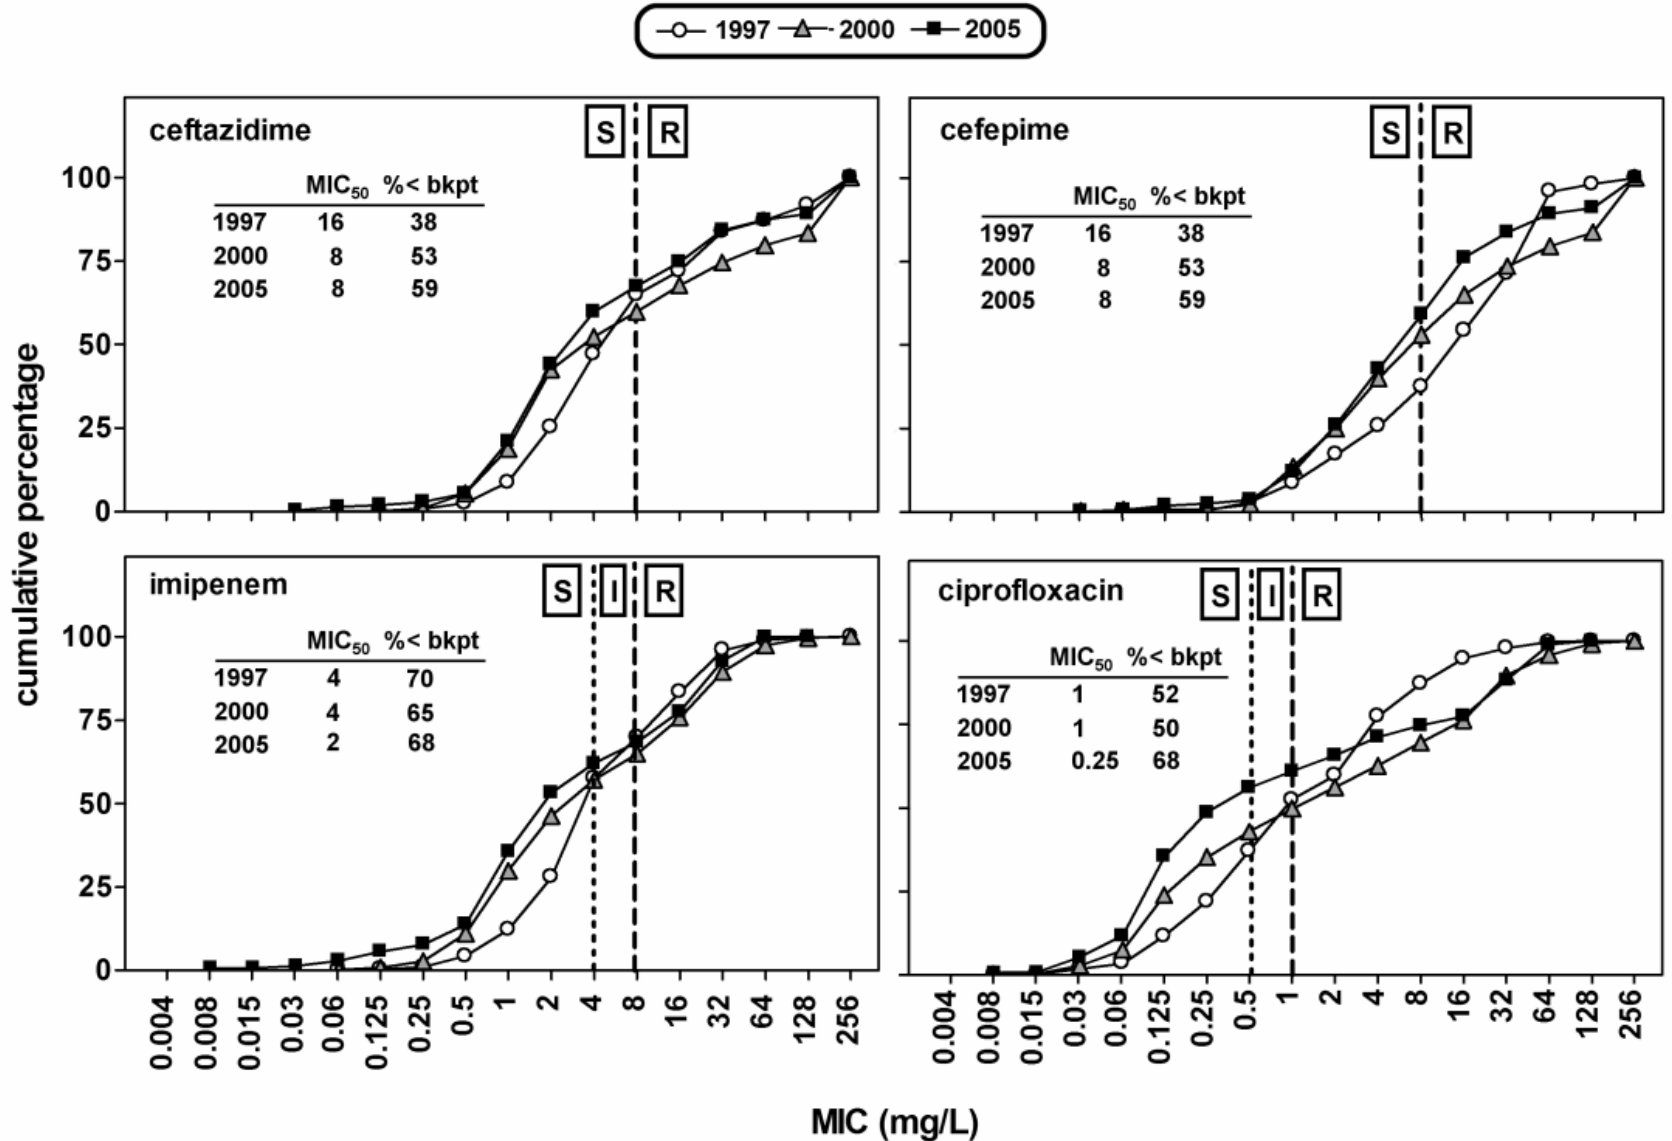 1997 2000 2005
cumulative percentage
ceftazidime
S R
MIC50 %< bkpt
1997 16 38
2000 8 53
2005 8 59
100
75
50
25
0
cefepime
S R
MIC50 %< bkpt
1997 16 38
2000 8 53
2005 8 59
imipenem
S I R
MIC50 %< bkpt
1997 4 70
2000 4 65
2005 2 68
100
75
50
25
0
0.004 0.008 0.015 0.03 0.06 0.125 0.25 0.5 1 2 4 8 16 32 64 128 256
ciprofloxacin
S I R
MIC50 %< bkpt
1997 1 52
2000 1 50
2005 0.25 68
0.004 0.008 0.015 0.03 0.06 0.125 0.25 0.5 1 2 4 8 16 32 64 128 256
MIC (mg/L)